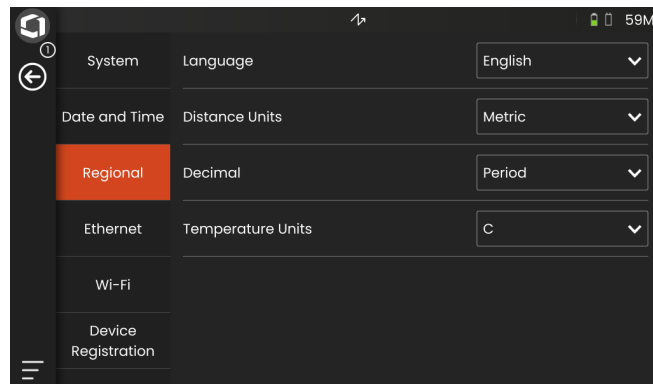 59M
1
System
Language
English
Date and Time
Distance Units
Metric
Regional
Decimal
Period
Ethernet
Temperature Units
C
Wi-Fi
Device
Registration